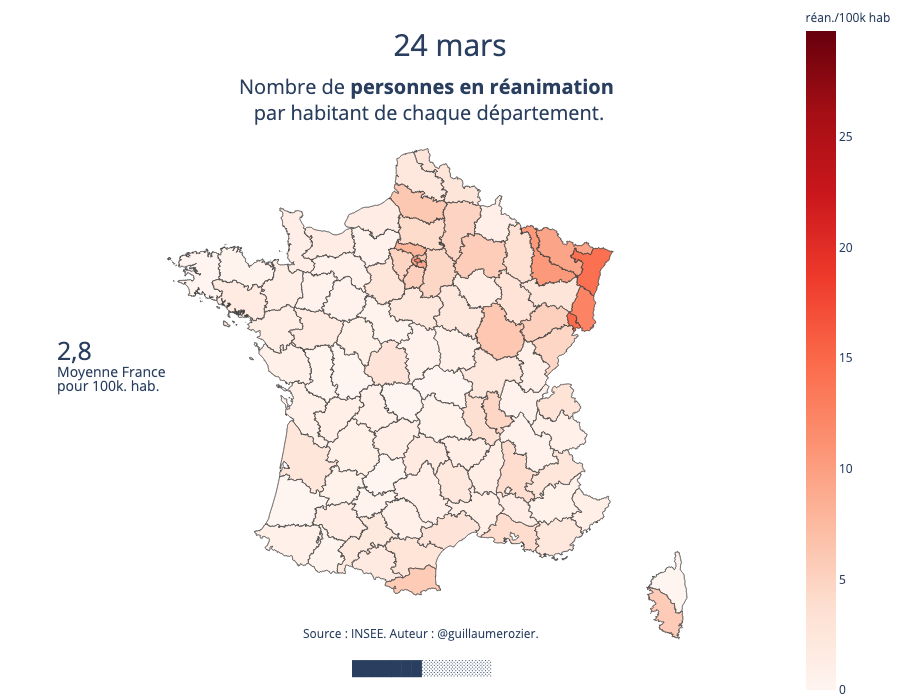 réan./100k hab
24 mars
Nombre de personnes en réanimation
par habitant de chaque département.
25
20
15
10
5
0
2,8
Moyenne France
pour 100k. hab.
Source : INSEE. Auteur : @guillaumerozier.